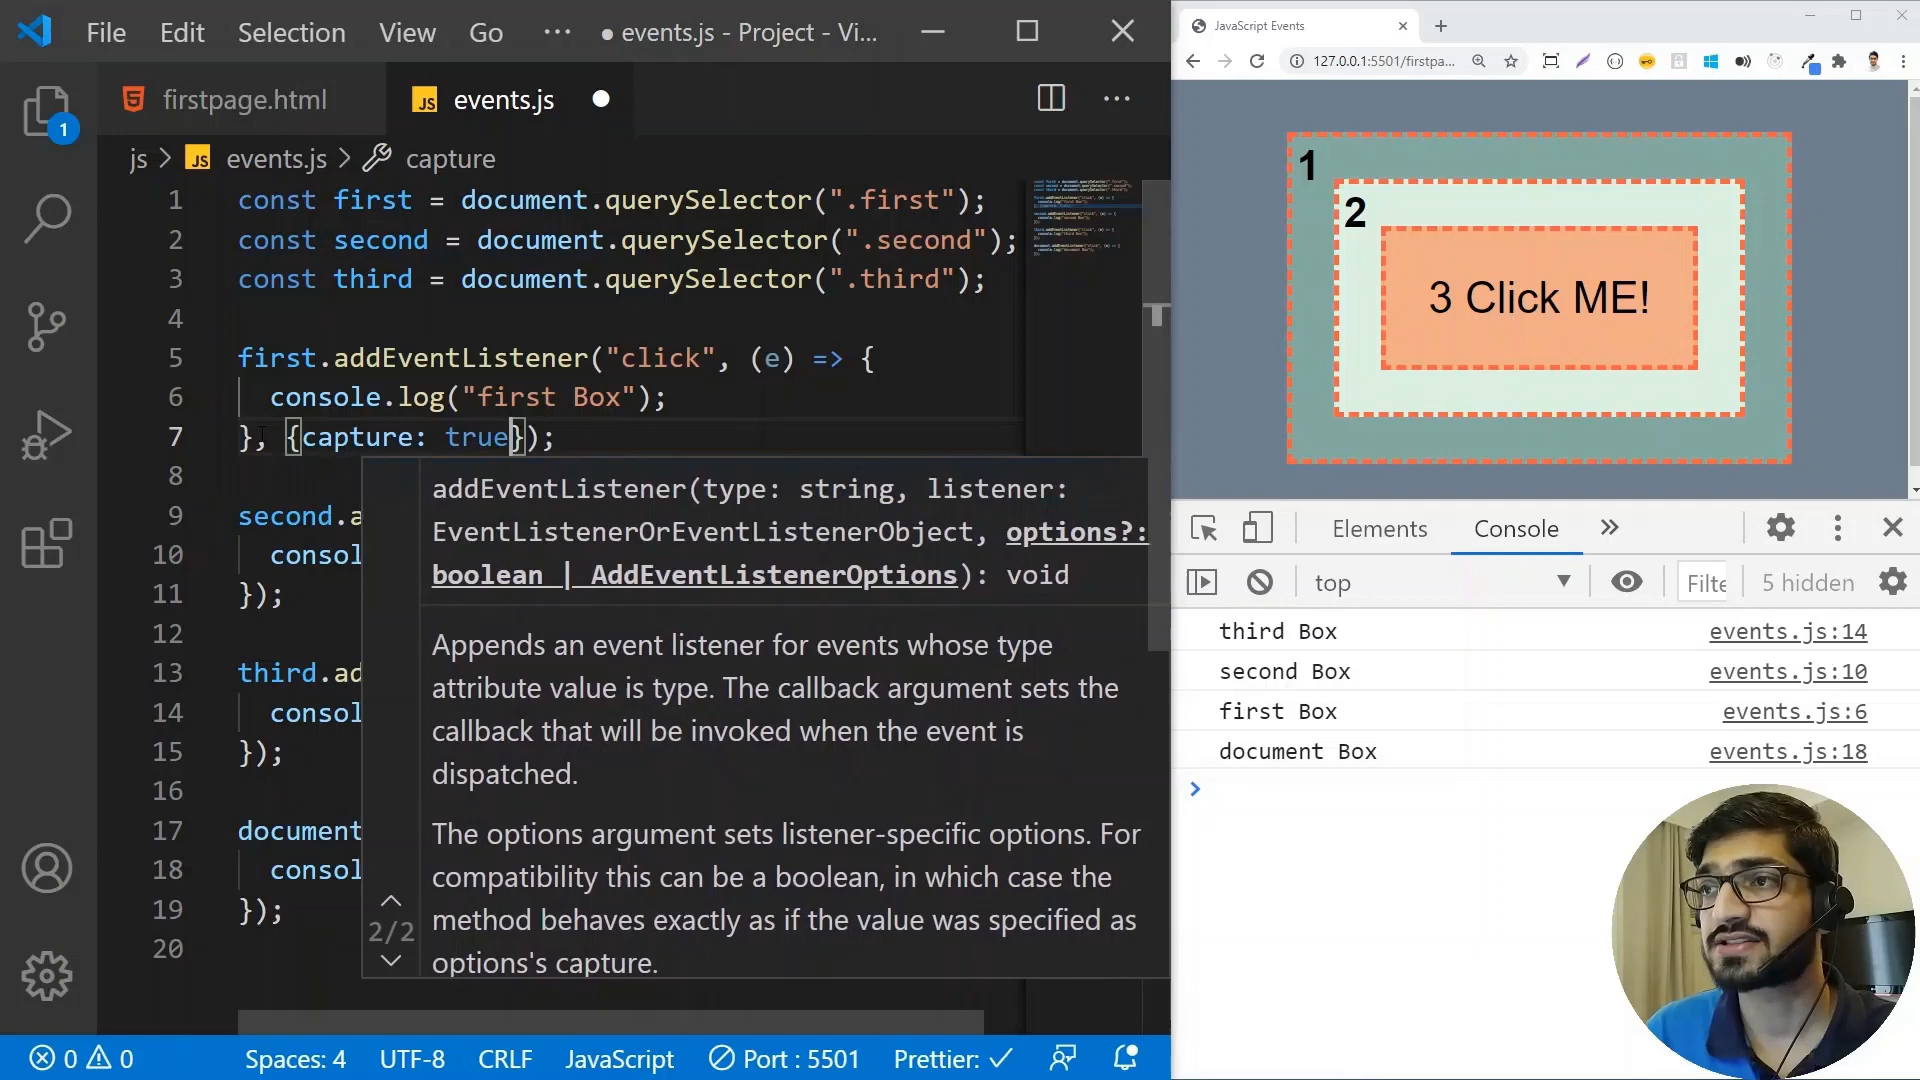 File Edit Selection View Go ··· ● events.js - Project - Vi...
firstpage.html
JS events.js ●
js > JS events.js > capture
1 const first = document.querySelector(".first");
2 const second = document.querySelector(".second");
3 const third = document.querySelector(".third");
4
5 first.addEventListener("click", (e) => {
6 console.log("first Box");
7 }, {capture: true});
8
9 second.a
10 consol
11 });
12
13 third.ad
14 consol
15 });
16
17 document
18 consol
19 });
20
addEventListener(type: string, listener:
EventListenerOrEventListenerObject, options?:
boolean | AddEventListenerOptions): void
Appends an event listener for events whose type
attribute value is type. The callback argument sets the
callback that will be invoked when the event is
dispatched.
The options argument sets listener-specific options. For
compatibility this can be a boolean, in which case the
method behaves exactly as if the value was specified as
options's capture.
2/2
1
0 0 Spaces: 4 UTF-8 CRLF JavaScript Port : 5501 Prettier: ✓
JavaScript Events
127.0.0.1:5501/firstpa...
1
2
3 Click ME!
Elements Console »
top Filte 5 hidden
third Box events.js:14
second Box events.js:10
first Box events.js:6
document Box events.js:18
>